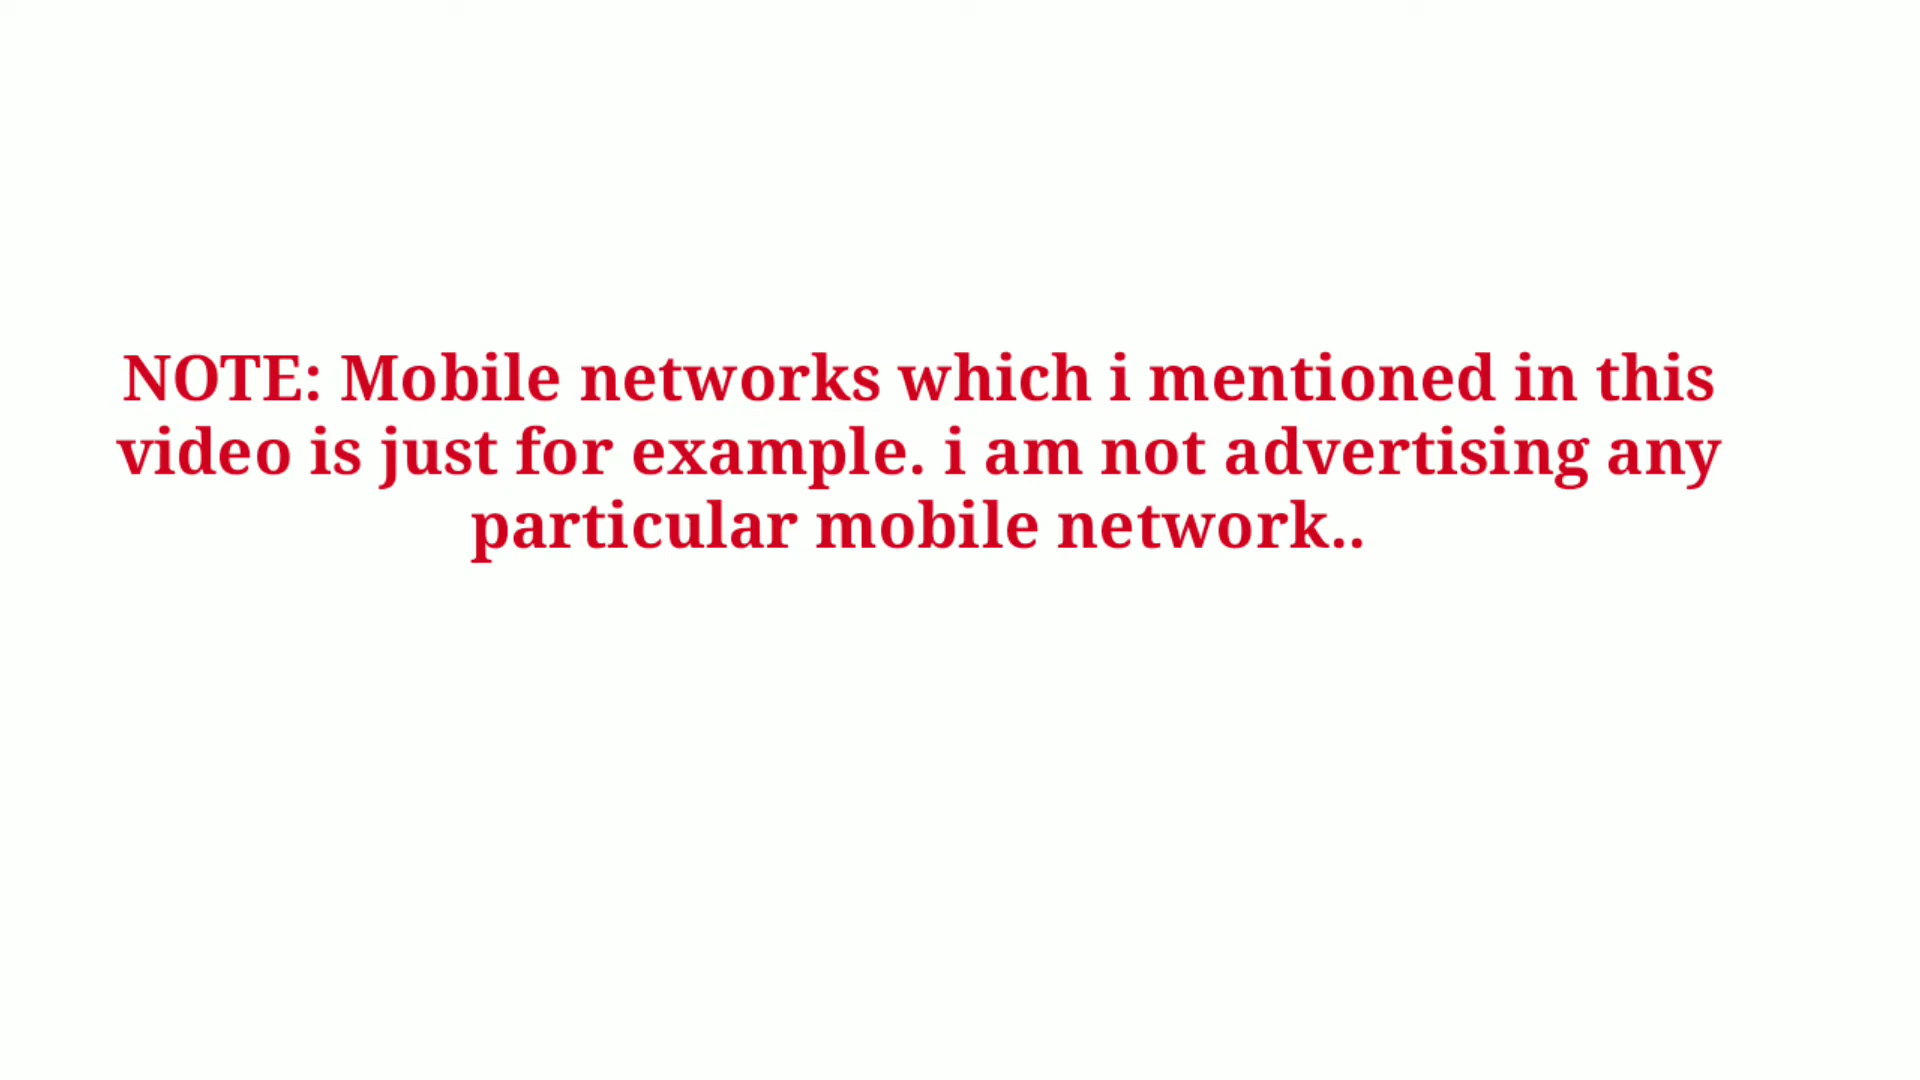 NOTE: Mobile networks which i mentioned in this
video is just for example. i am not advertising any
particular mobile network..